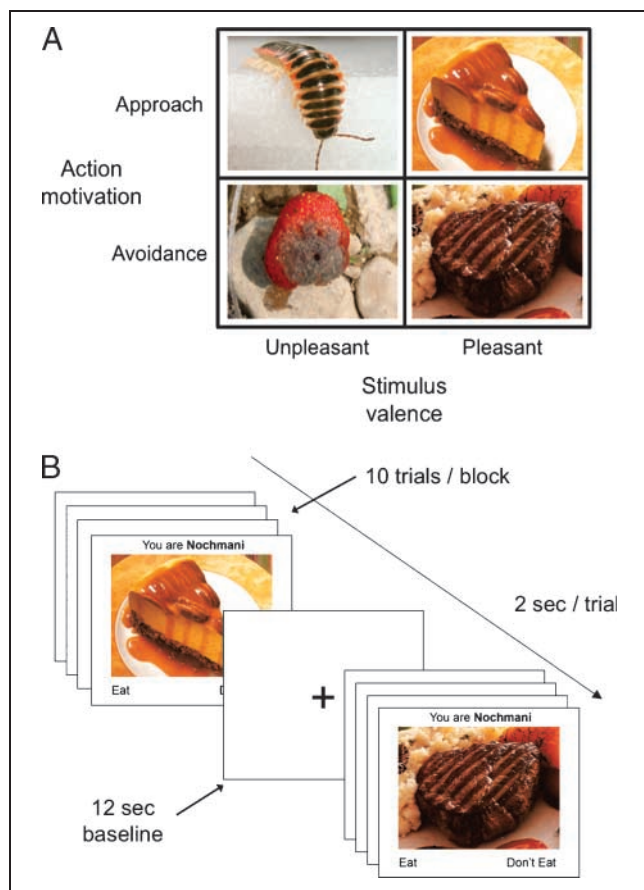 A
Approach
Action
motivation
Avoidance
Unpleasant
Pleasant
Stimulus
valence
B
10 trials / block
You are Nochmani
2 sec / trial
Eat
D
+
You are Nochmani
12 sec
baseline
Eat
Don't Eat